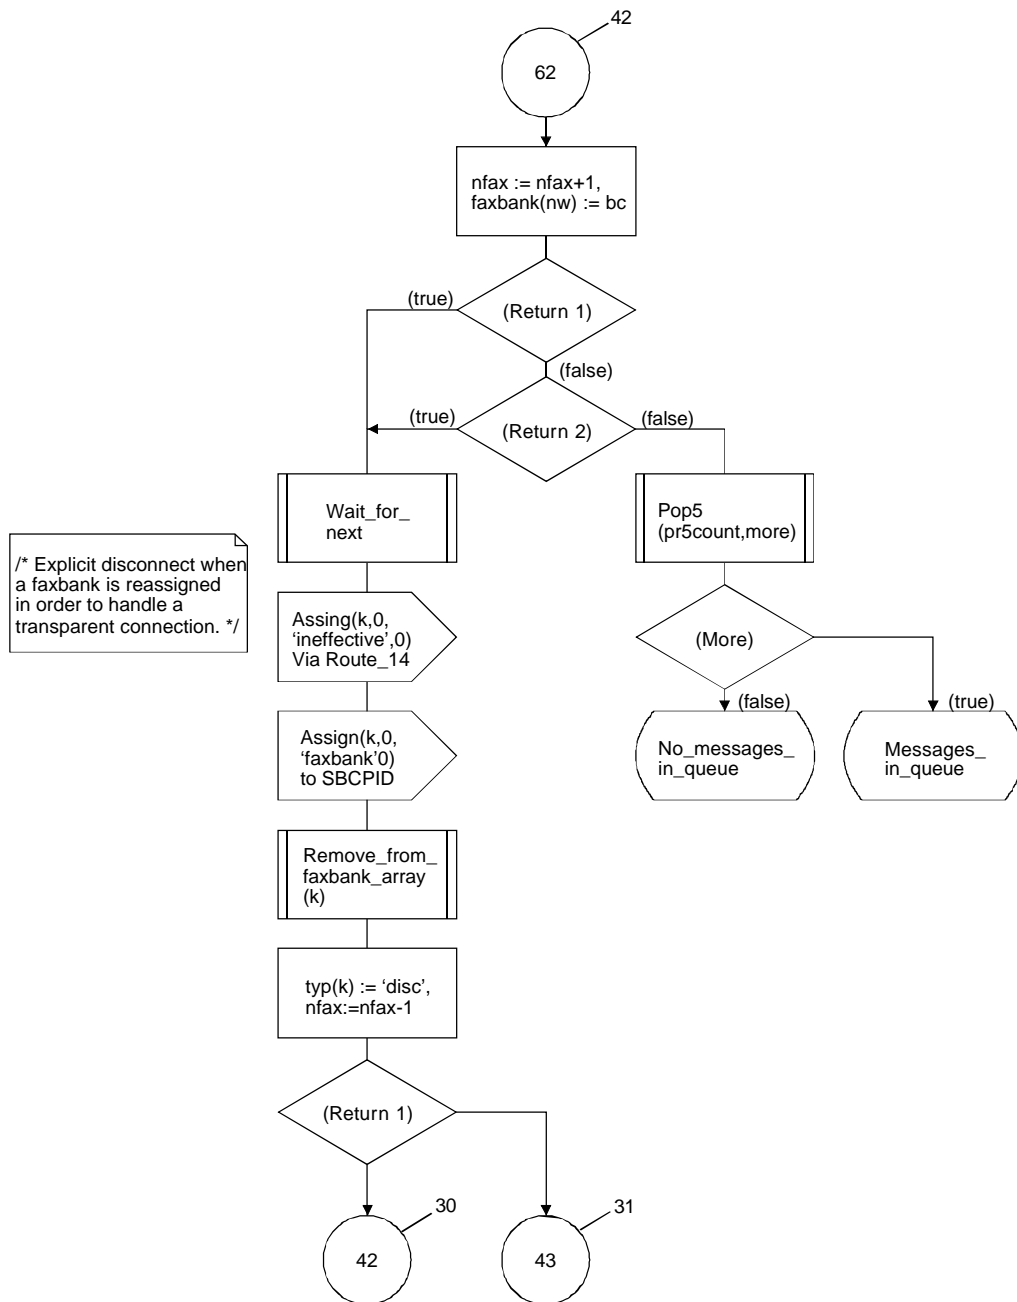 42
62
nfax := nfax+1,
faxbank(nw) := bc
(true)
(Return 1)
(false)
(true)
(Return 2)
(false)
Wait_for_
next
Pop5
(pr5count,more)
/* Explicit disconnect when
a faxbank is reassigned
in order to handle a
transparent connection. */
Assing(k,0,
‘ineffective’,0)
Via Route_14
(More)
(false)
(true)
Assign(k,0,
‘faxbank’0)
to SBCPID
No_messages_
in_queue
Messages_
in_queue
Remove_from_
faxbank_array
(k)
typ(k) := ‘disc’,
nfax:=nfax-1
(Return 1)
30
31
42
43